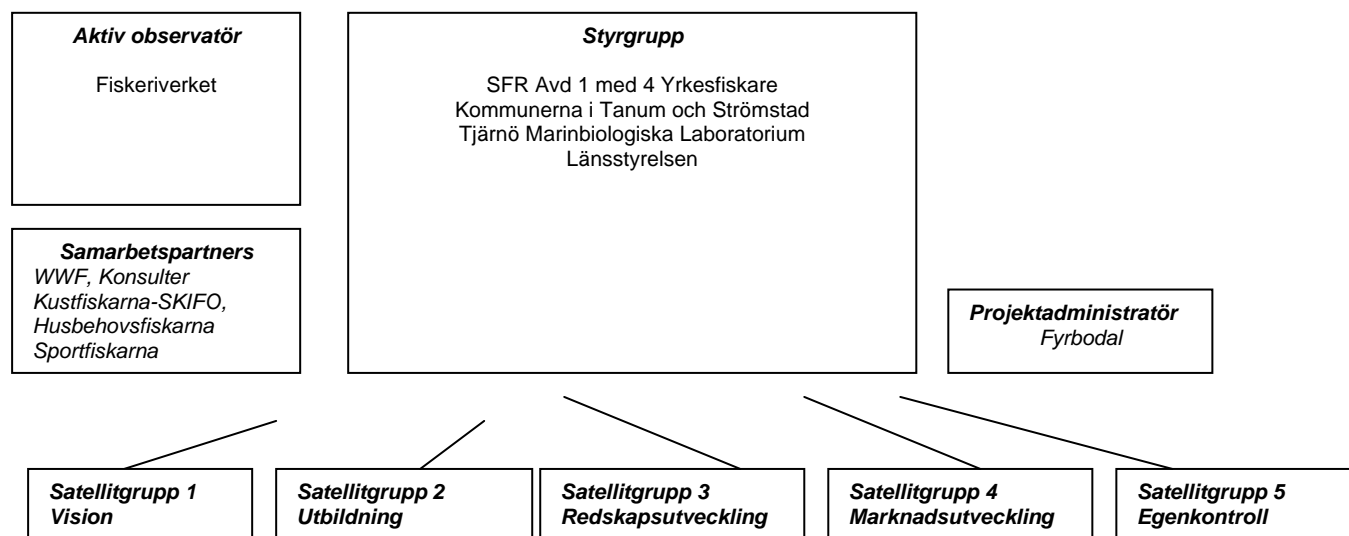 Aktiv observatör
Fiskeriverket
Styrgrupp
SFR Avd 1 med 4 Yrkesfiskare
Kommunerna i Tanum och Strömstad
Tjärnö Marinbiologiska Laboratorium
Länsstyrelsen
Samarbetspartners
WWF, Konsulter
Kustfiskarna-SKIFO,
Husbehovsfiskarna
Sportfiskarna
Projektadministratör
Fyrbodal
Satellitgrupp 1
Vision
Satellitgrupp 2
Utbildning
Satellitgrupp 3
Redskapsutveckling
Satellitgrupp 4
Marknadsutveckling
Satellitgrupp 5
Egenkontroll